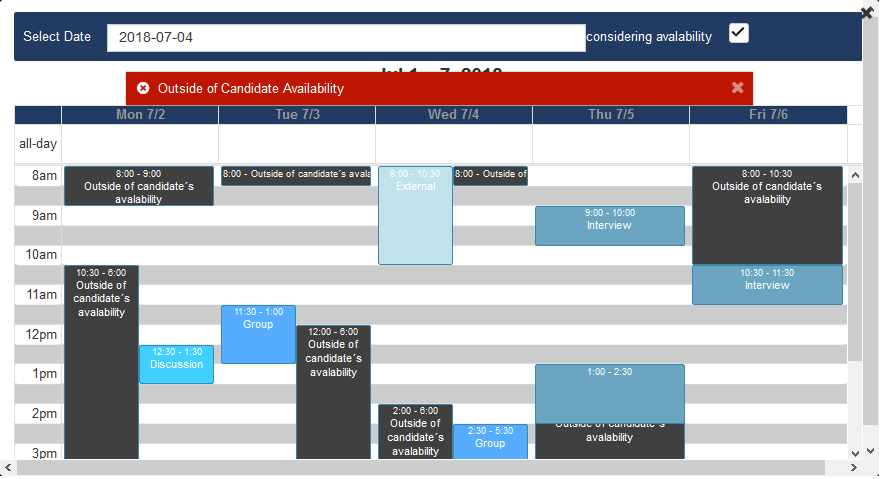 Select Date
2018-07-04
considering avalability
Outside of Candidate Availability
Mon 7/2
Tue 7/3
Wed 7/4
Thu 7/5
Fri 7/6
all-day
8am
8:00 - 9:00
Outside of candidate´s
avalability
8:00 - Outside of candidate´s avala
8:00 - 10:30
External
8:00 - Outside of
8:00 - 10:30
Outside of candidate´s
avalability
9am
9:00 - 10:00
Interview
10am
10:30 - 6:00
Outside of
candidate´s
avalability
10:30 - 11:30
Interview
11am
11:30 - 1:00
Group
12pm
12:00 - 6:00
Outside of
candidate´s
avalability
12:30 - 1:30
Discussion
1pm
1:00 - 2:30
2pm
2:00 - 6:00
Outside of
candidate´s
avalability
2:30 - 5:30
Group
Outside of candidate´s
avalability
3pm